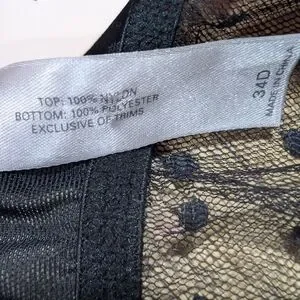 TOP: 100% NYLON
BOTTOM: 100% POLYESTER
EXCLUSIVE OF TRIMS
34D
MADE IN CHINA